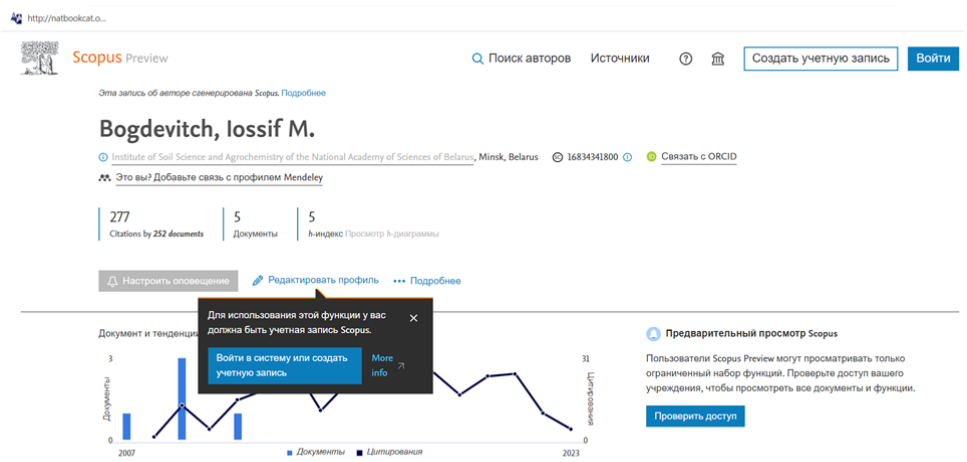 http://natbookcat.o...
Scopus Preview
Поиск авторов Источники Создать учетную запись Войти
Эта запись об авторе сгенерирована Scopus. Подробнее
Bogdevitch, Iossif M.
Institute of Soil Science and Agrochemistry of the National Academy of Sciences of Belarus, Minsk, Belarus 16834341800 Связать с ORCID
Это вы? Добавьте связь с профилем Mendeley
277 5 5
Citations by 252 documents Документы h-индекс Просмотр h-диаграммы
Настроить оповещение Редактировать профиль Подробнее
Для использования этой функции у вас
должна быть учетная запись Scopus.
Войти в систему или создать
учетную запись
More
info
Документ и тенденции
3 31
Документы
Цитирования
0 0
2007 2023
Документы Цитирования
Предварительный просмотр Scopus
Пользователи Scopus Preview могут просматривать только
ограниченный набор функций. Проверьте доступ вашего
учреждения, чтобы просмотреть все документы и функции.
Проверить доступ